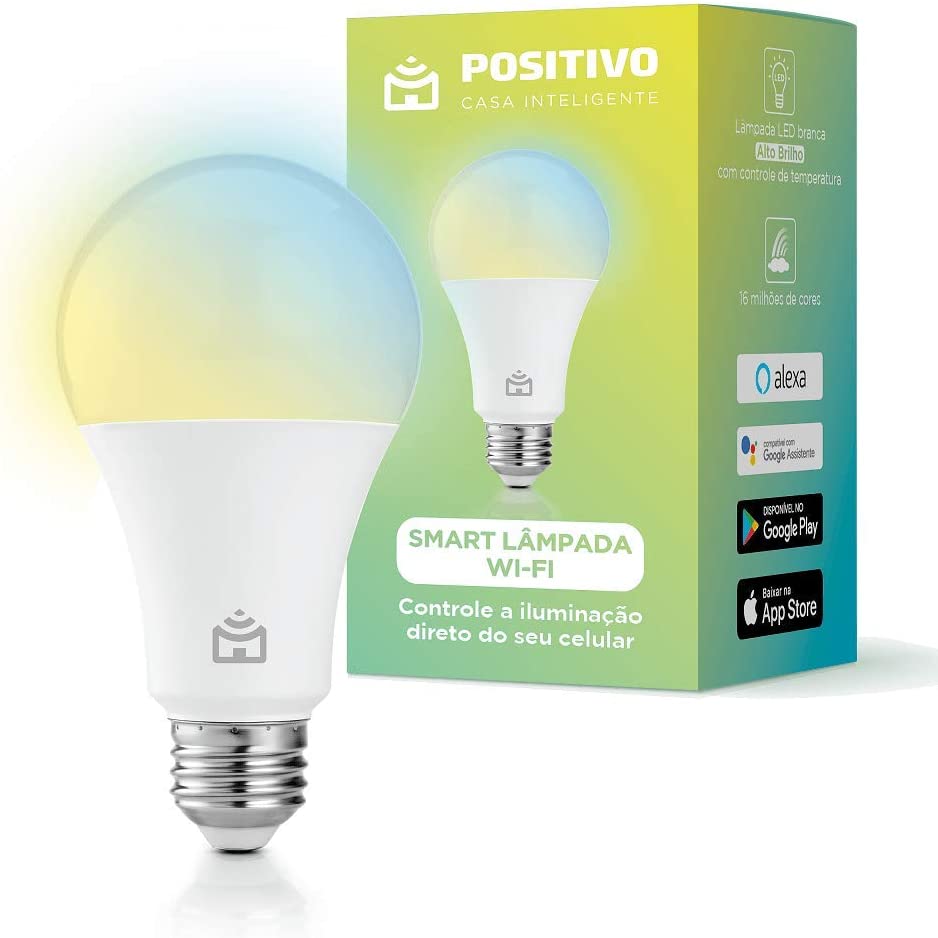 POSITIVO
CASA INTELIGENTE
SMART LÂMPADA
WI-FI
Controle a iluminação
direto do seu celular
LED
Lâmpada LED branca
Alto Brilho
com controle de temperatura
16 milhões de cores
alexa
compatível com
Google Assistente
DISPONÍVEL NO
Google Play
Baixar na
App Store